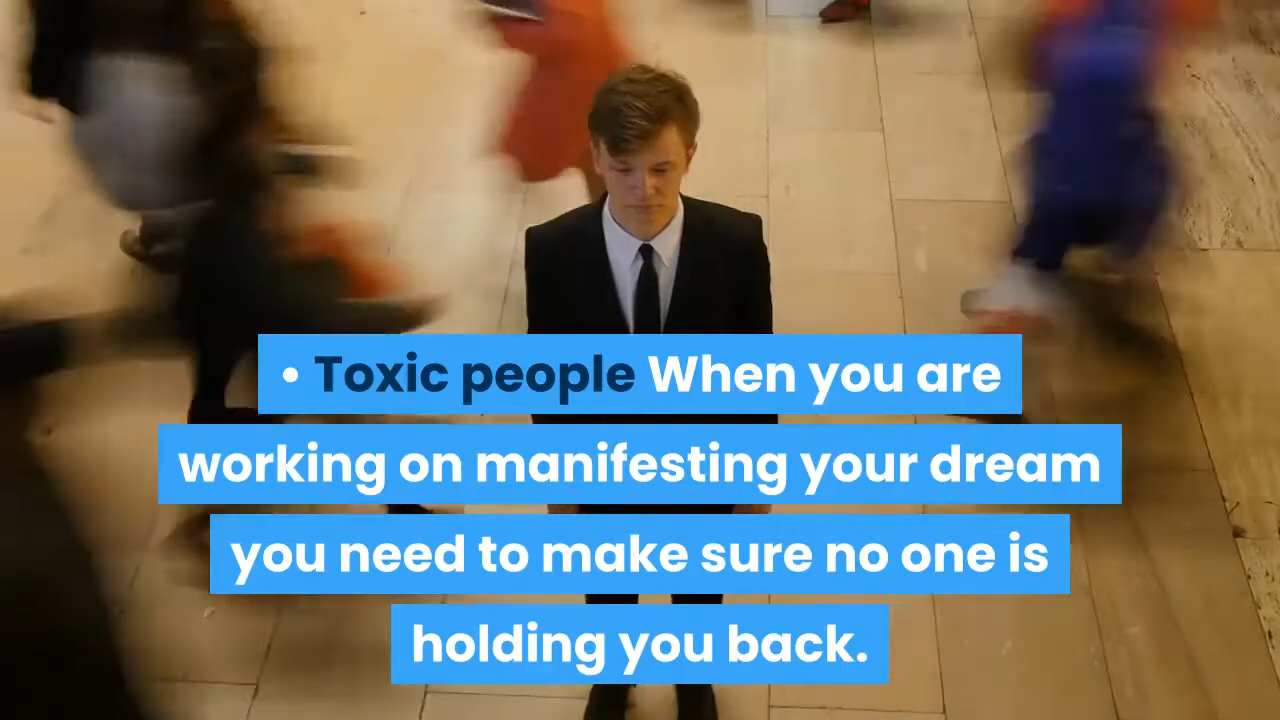 • Toxic people When you are
working on manifesting your dream
you need to make sure no one is
holding you back.